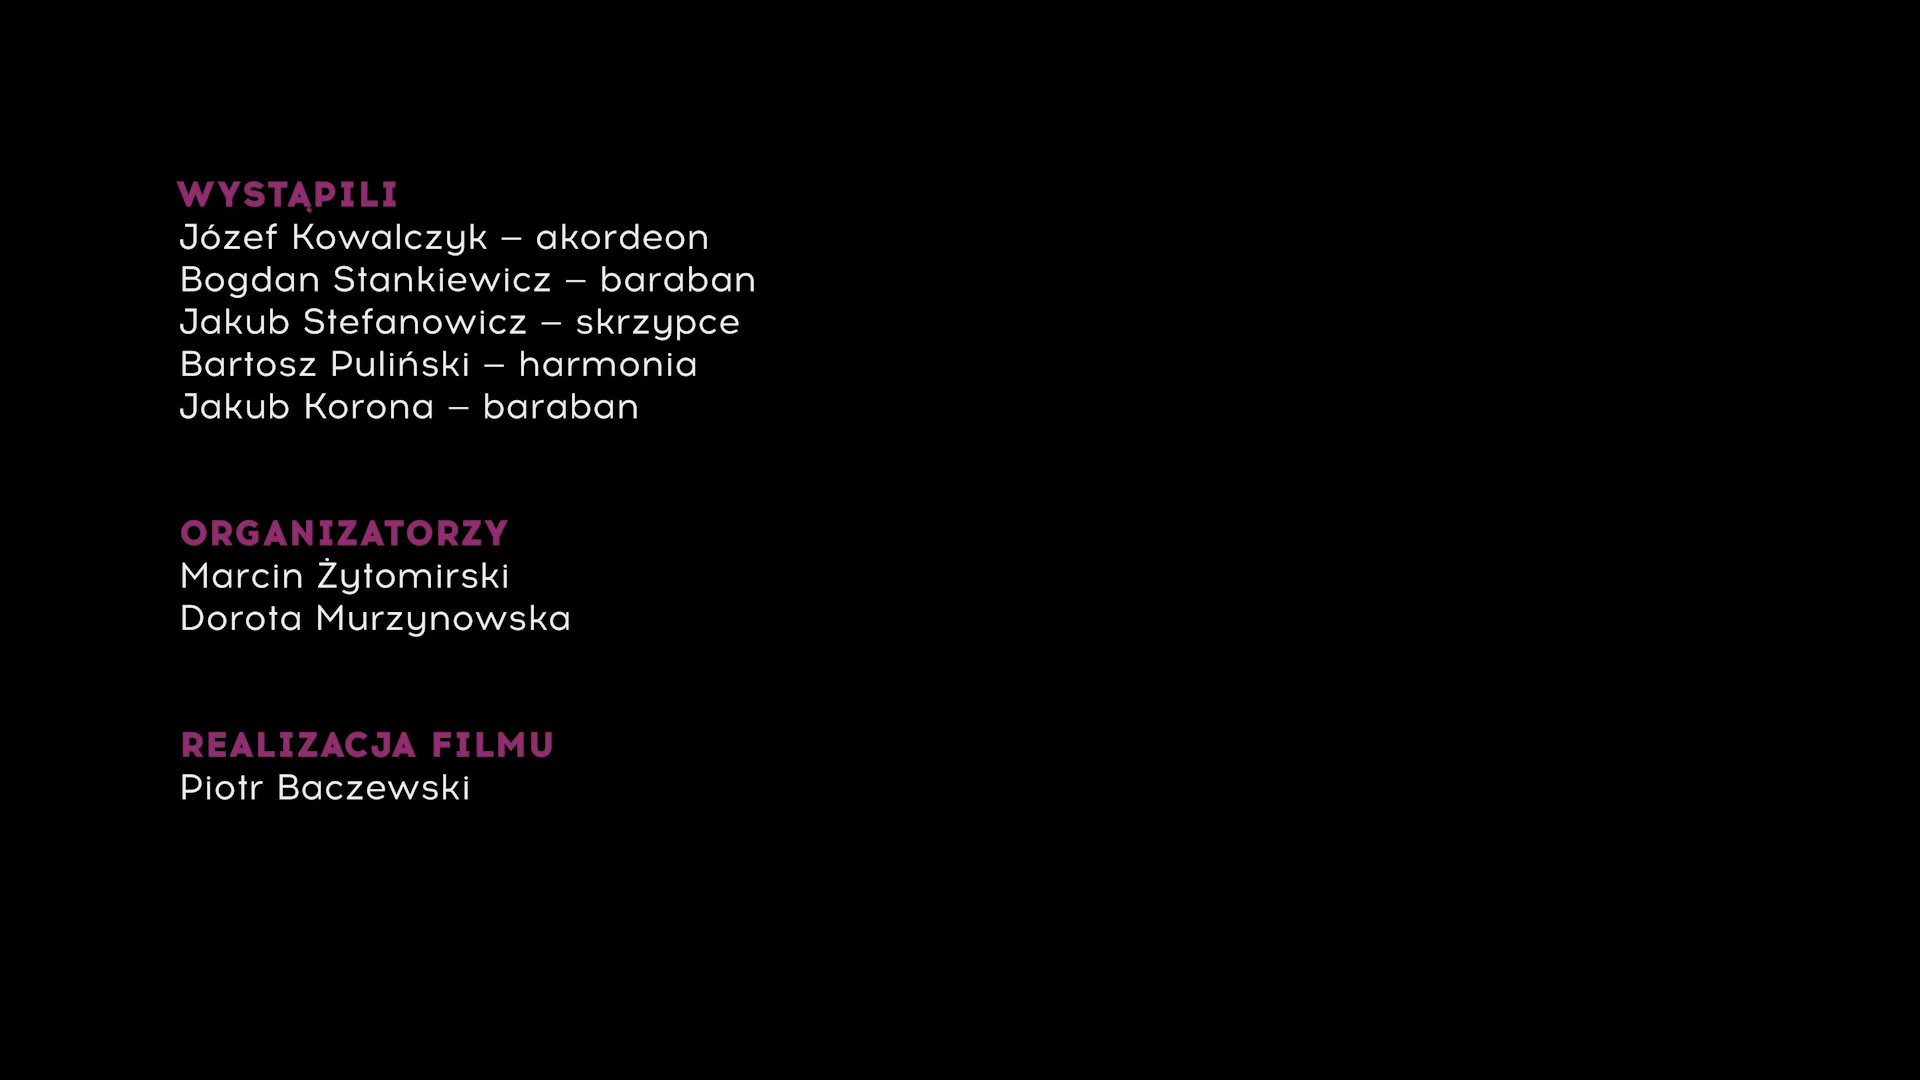 WYSTĄPILI
Józef Kowalczyk – akordeon
Bogdan Stankiewicz – baraban
Jakub Stefanowicz – skrzypce
Bartosz Puliński – harmonia
Jakub Korona – baraban
ORGANIZATORZY
Marcin Żytomirski
Dorota Murzynowska
REALIZACJA FILMU
Piotr Baczewski